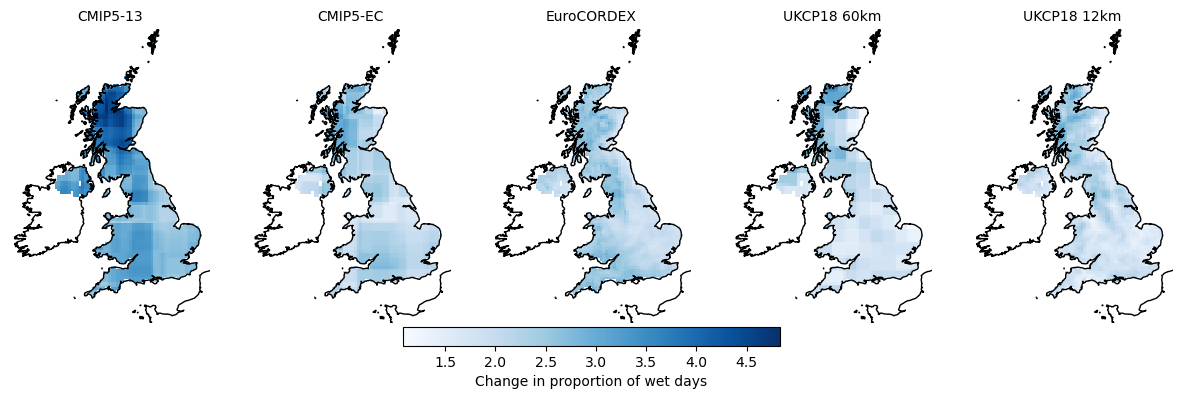 CMIP5-13
CMIP5-EC
EuroCORDEX
UKCP18 60km
UKCP18 12km
1.5 2.0 2.5 3.0 3.5 4.0 4.5
Change in proportion of wet days